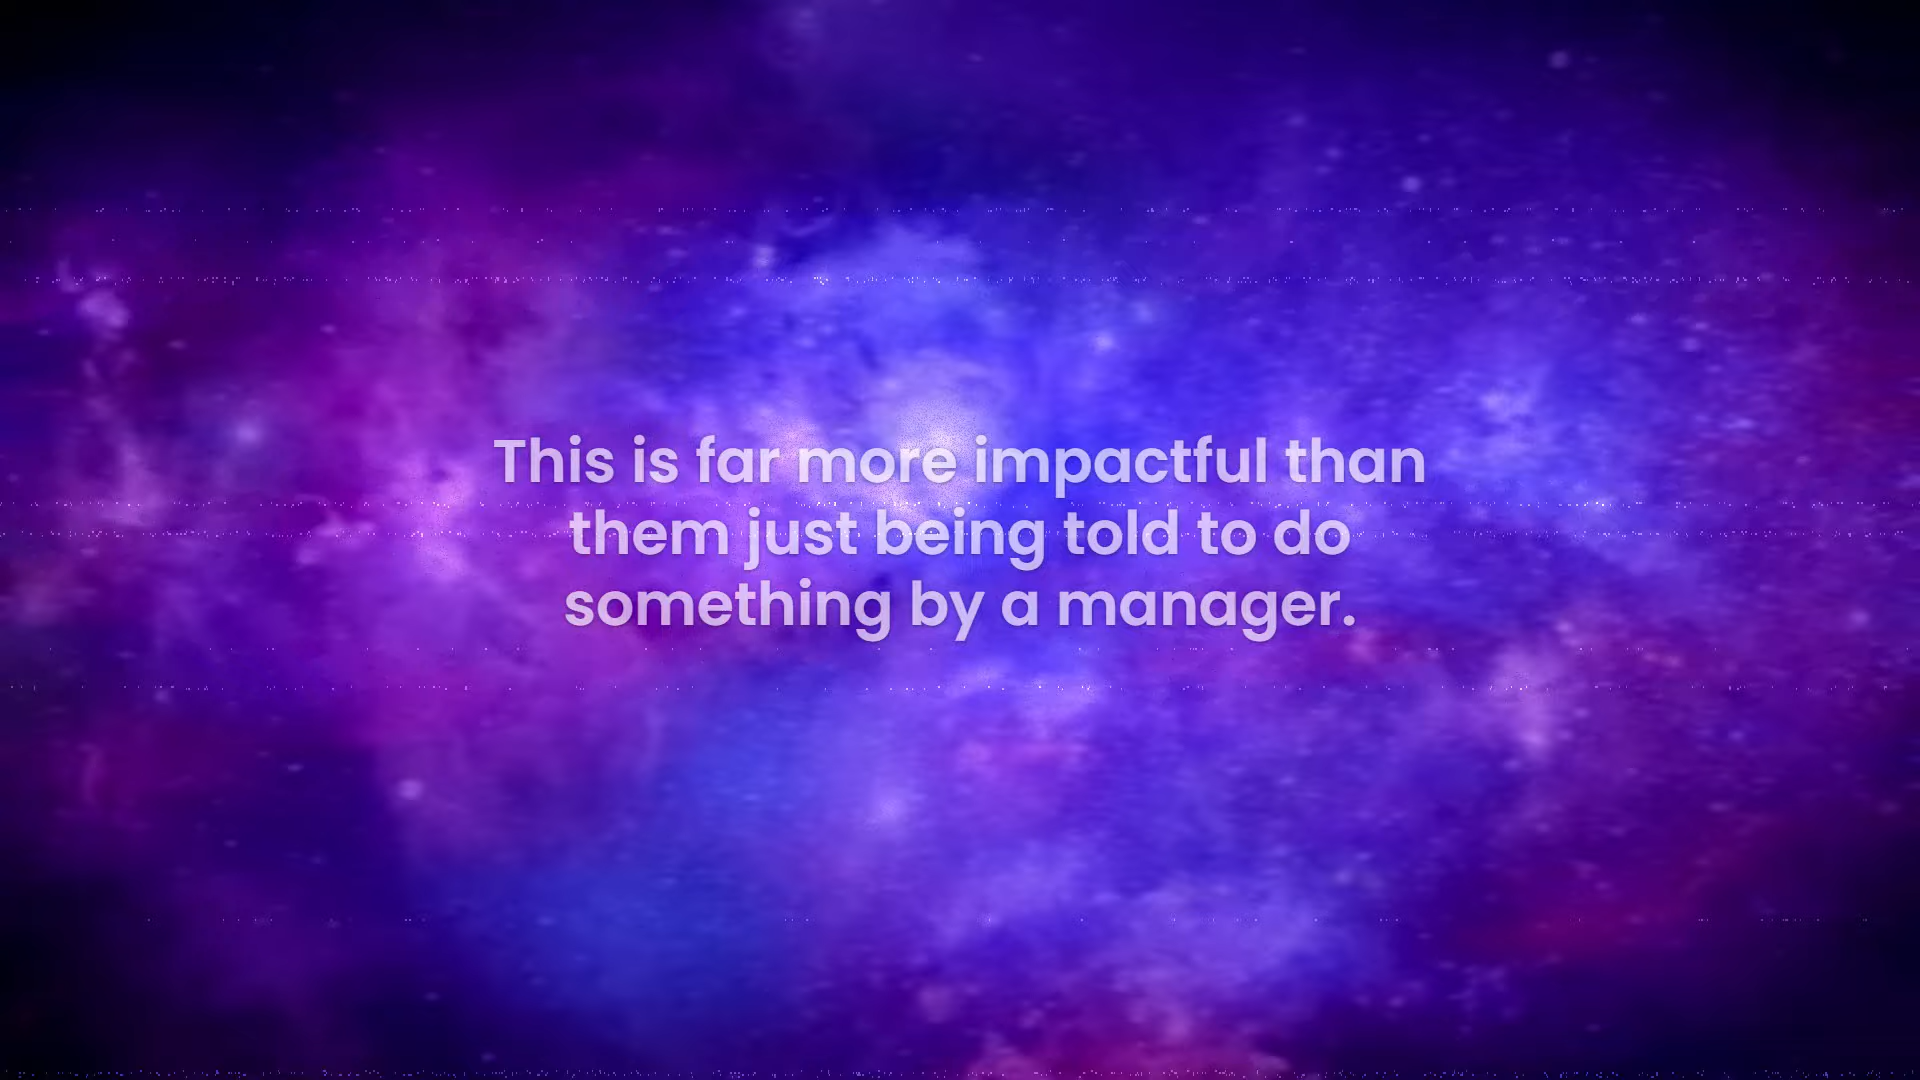 This is far more impactful than
them just being told to do
something by a manager.